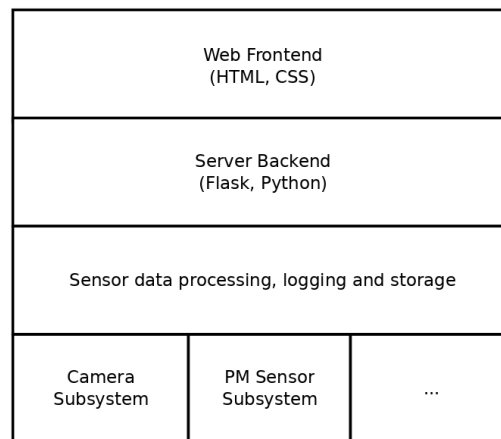 Web Frontend
(HTML, CSS)
Server Backend
(Flask, Python)
Sensor data processing, logging and storage
Camera
Subsystem
PM Sensor
Subsystem
...